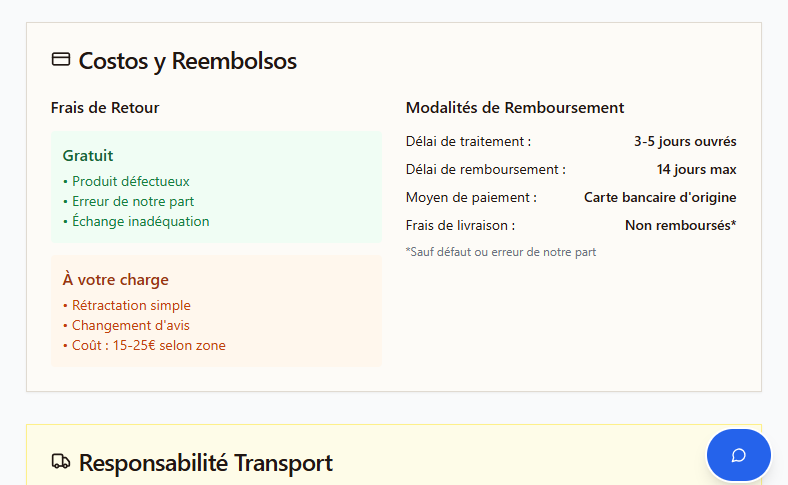 Costos y Reembolsos
Frais de Retour
Gratuit
• Produit défectueux
• Erreur de notre part
• Échange inadéquation
À votre charge
• Rétractation simple
• Changement d'avis
• Coût : 15-25€ selon zone
Modalités de Remboursement
Délai de traitement : 3-5 jours ouvrés
Délai de remboursement : 14 jours max
Moyen de paiement : Carte bancaire d'origine
Frais de livraison : Non remboursés*
*Sauf défaut ou erreur de notre part
Responsabilité Transport